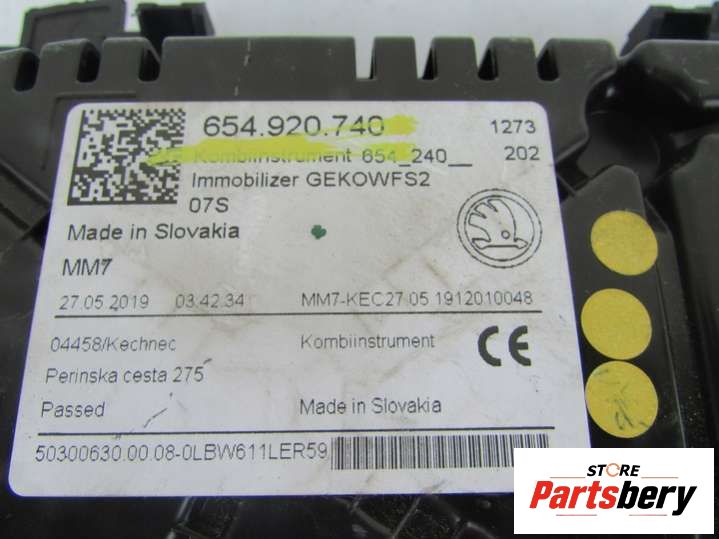 654.920.740 1273
Kombiinstrument 654_240__ 202
Immobilizer GEKOWFS2
07S
Made in Slovakia
MM7
27.05.2019 03.42.34 MM7-KEC27.05.1912010048
04458/Kechnec Kombiinstrument CE
Perinska cesta 275
Passed Made in Slovakia
50300630.00.08-0LBW611LER59
STORE
Partsbery